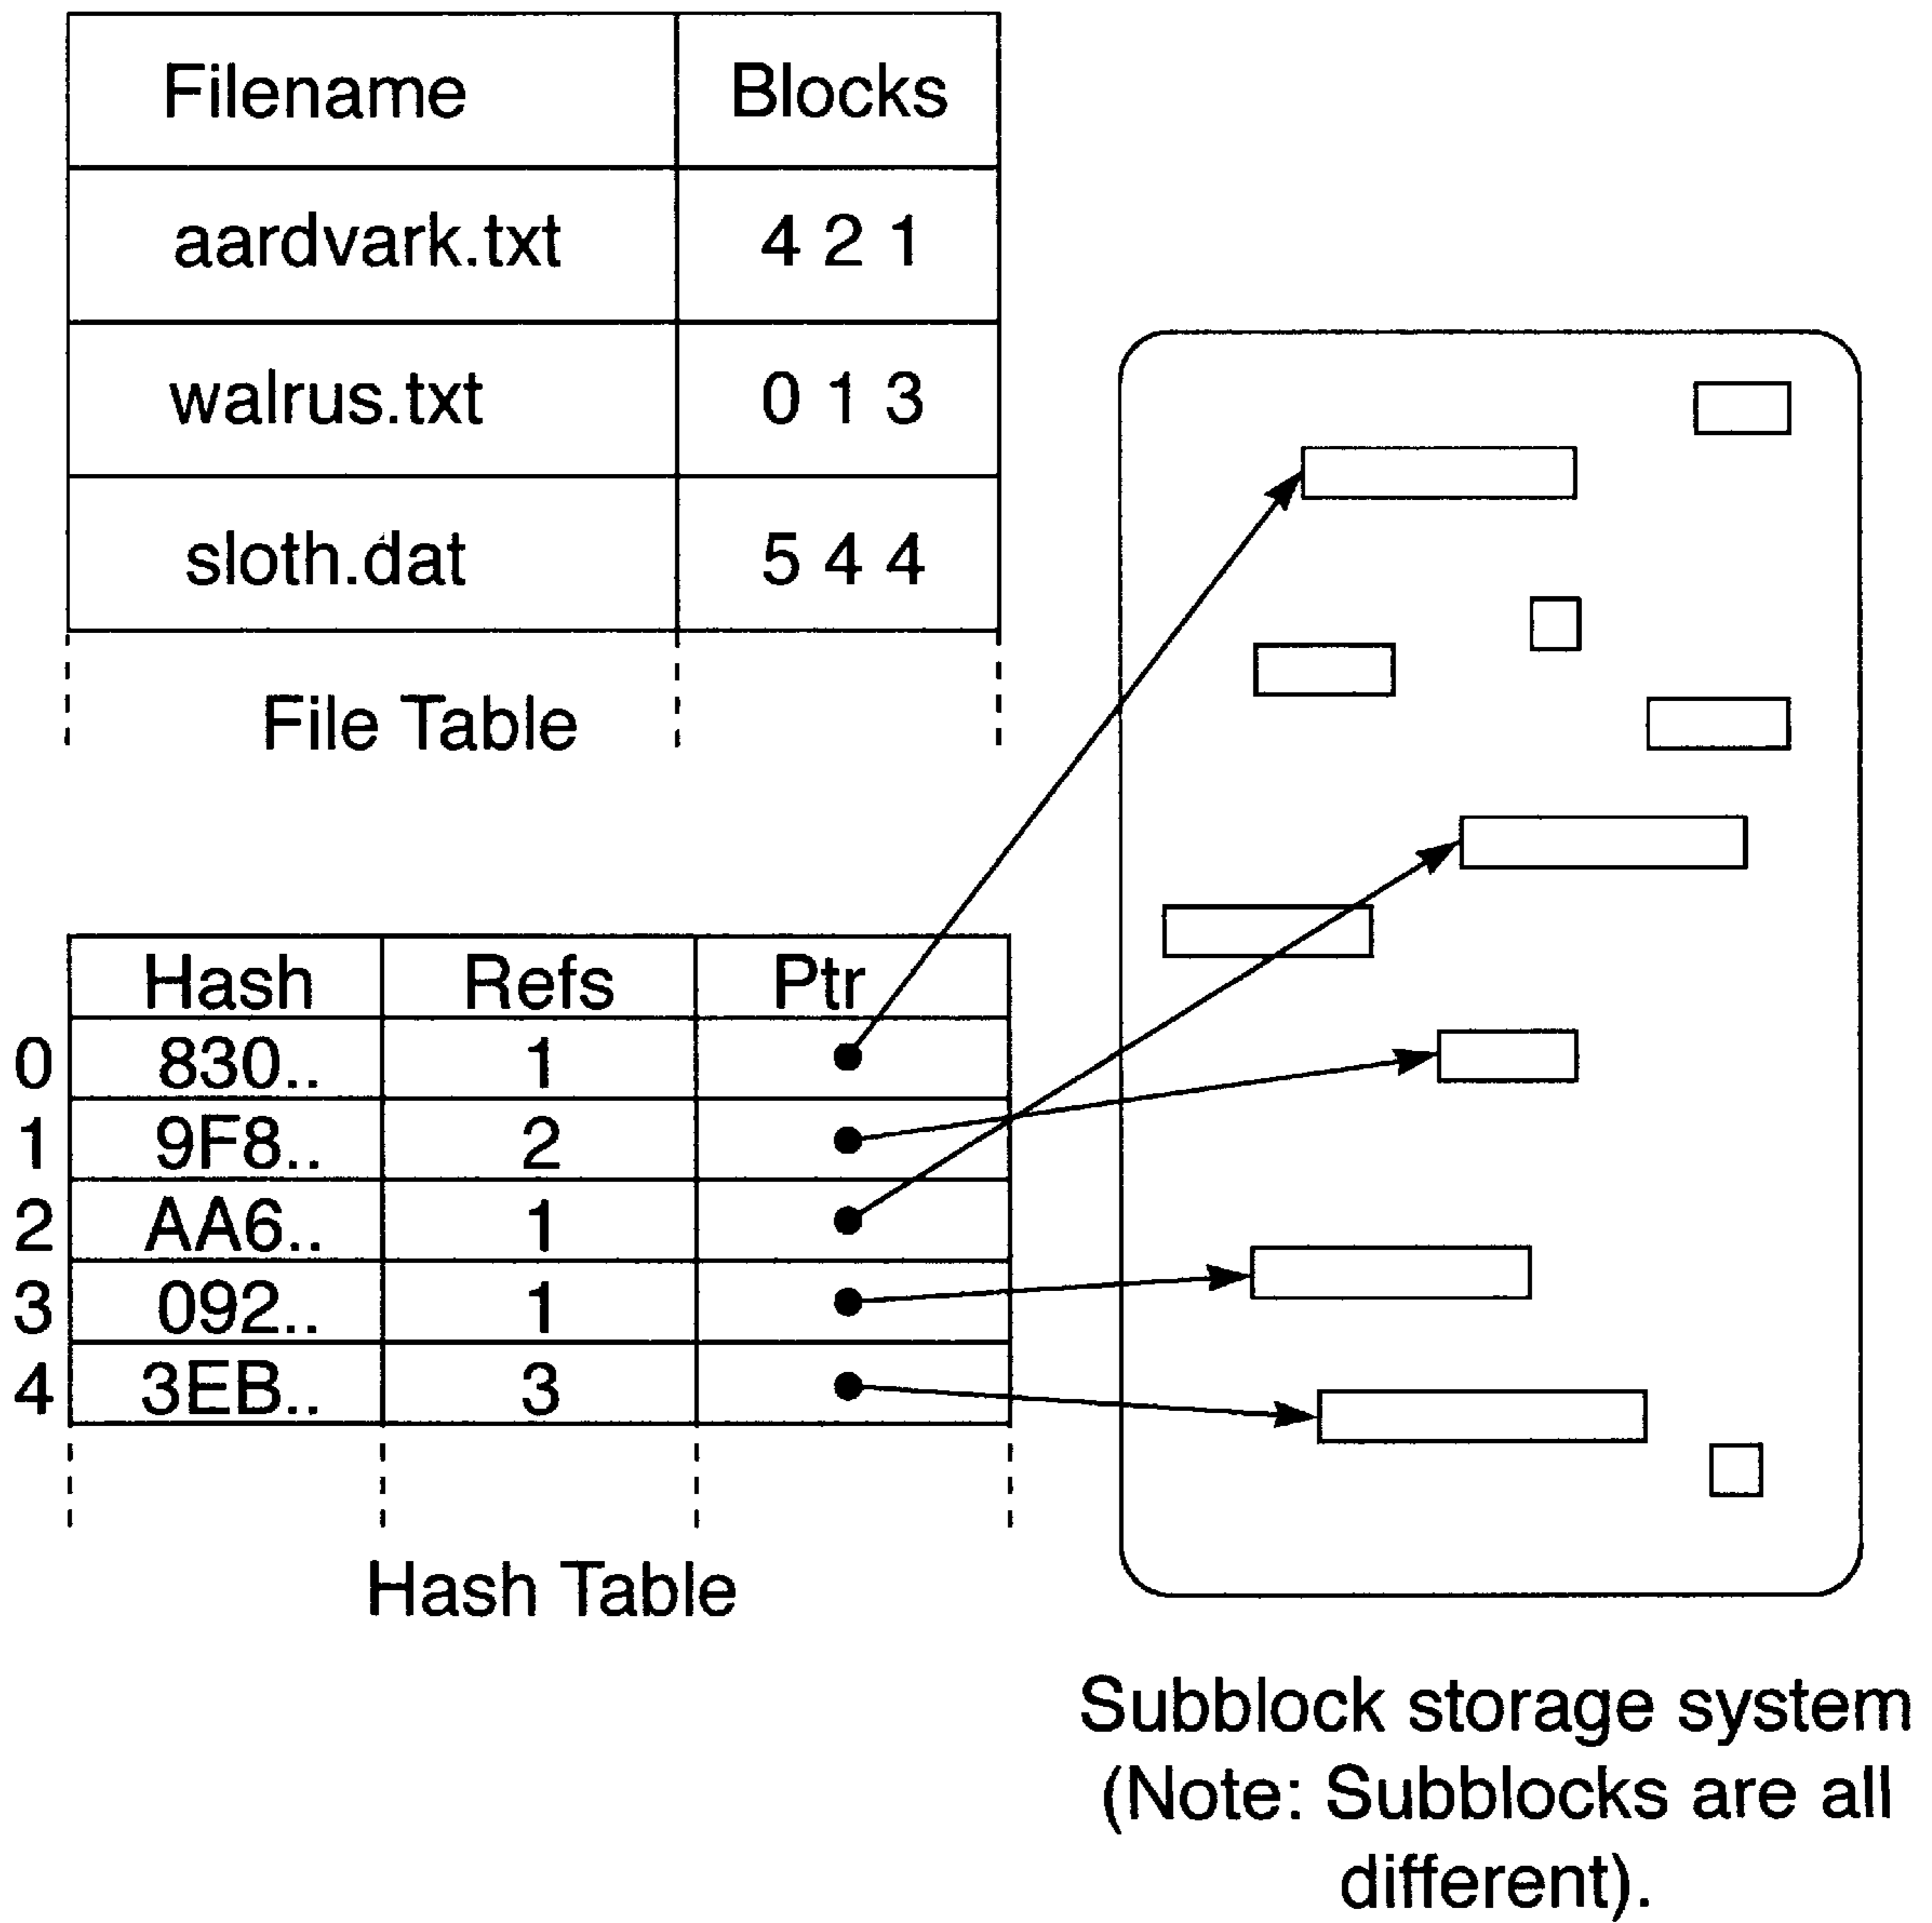 Filename Blocks
aardvark.txt 4 2 1
walrus.txt 0 1 3
sloth.dat 5 4 4
File Table
Hash Refs Ptr
0 830.. 1
1 9F8.. 2
2 AA6.. 1
3 092.. 1
4 3EB.. 3
Hash Table
Subblock storage system
(Note: Subblocks are all
different).